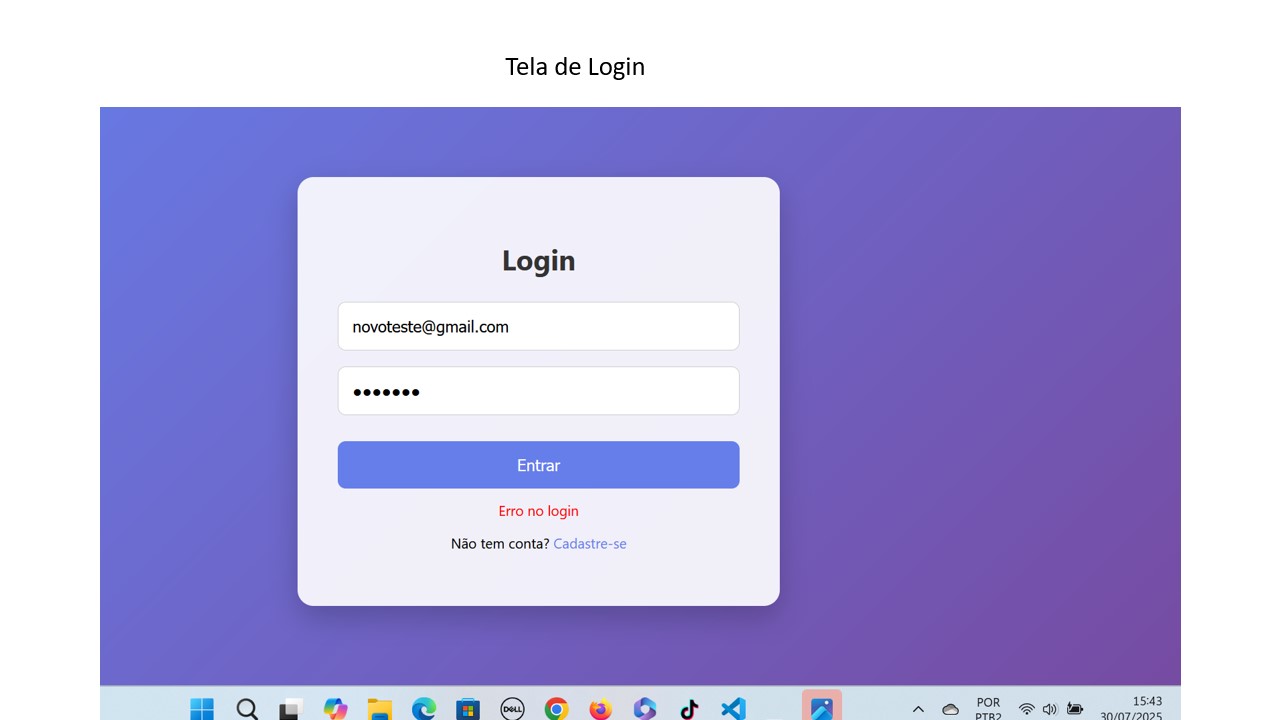 Tela de Login
Login
novoteste@gmail.com
•••••••
Entrar
Erro no login
Não tem conta? Cadastre-se
DELL
POR
PTB2
15:43
30/07/2025